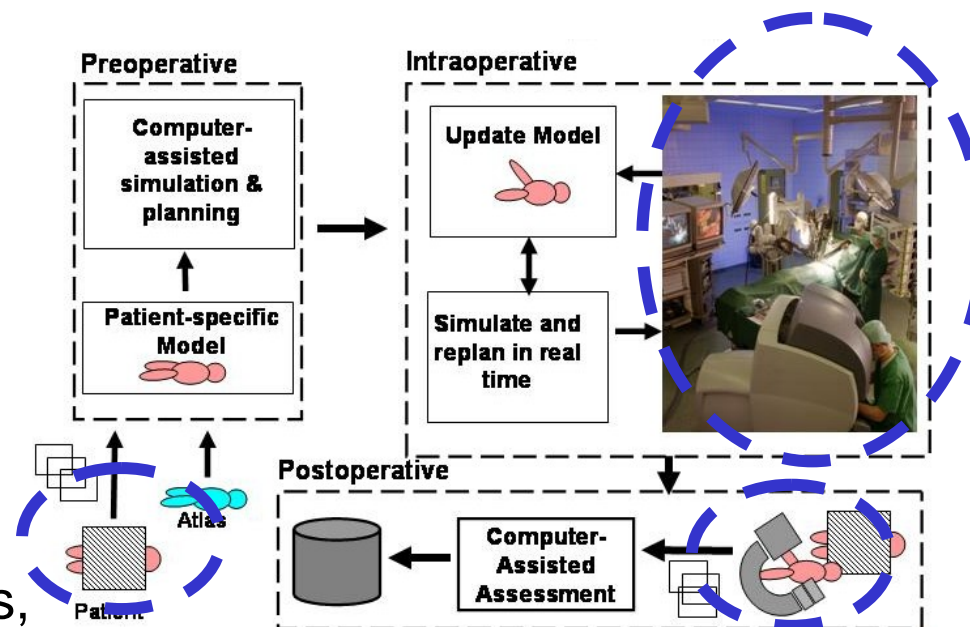 Preoperative
Computer-
assisted
simulation &
planning
Patient-specific
Model
Atlas
Patient
s,
Intraoperative
Update Model
Simulate and
replan in real
time
Postoperative
Computer-
Assisted
Assessment